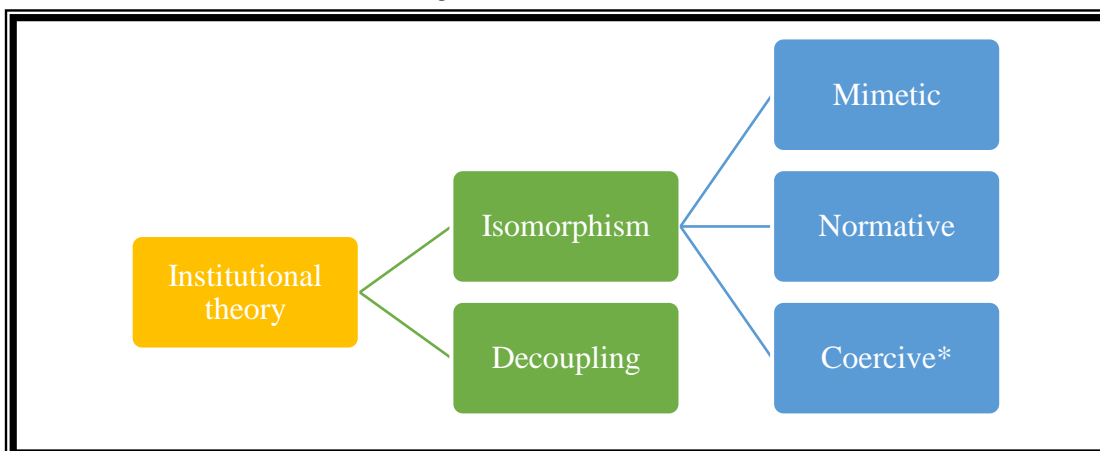 Institutional
theory
Isomorphism
Decoupling
Mimetic
Normative
Coercive*